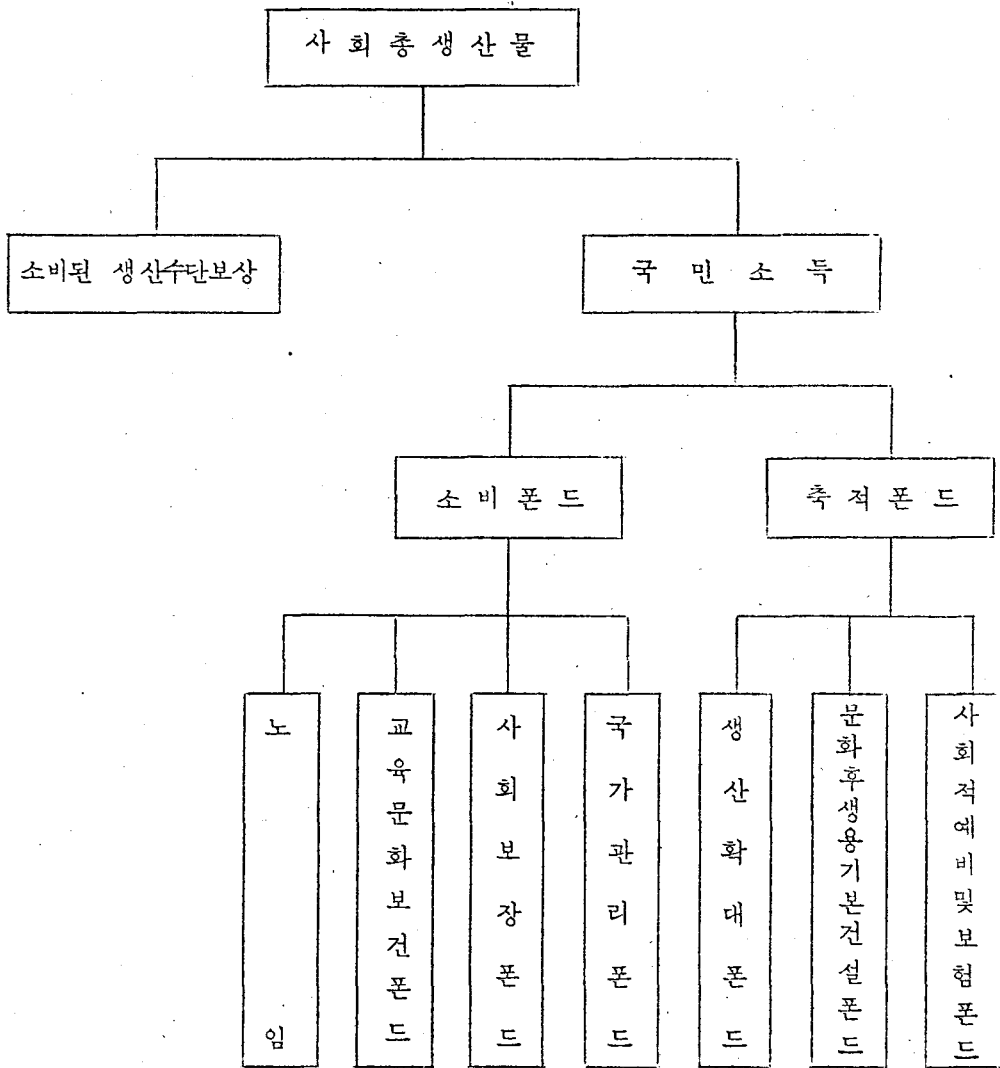 사회총생산물
소비된 생산수단보상
국민소득
소비폰드
축적폰드
노임
교육문화보건폰드
사회보장폰드
국가관리폰드
생산확대폰드
문화후생용기본건설폰드
사회적예비및보험폰드